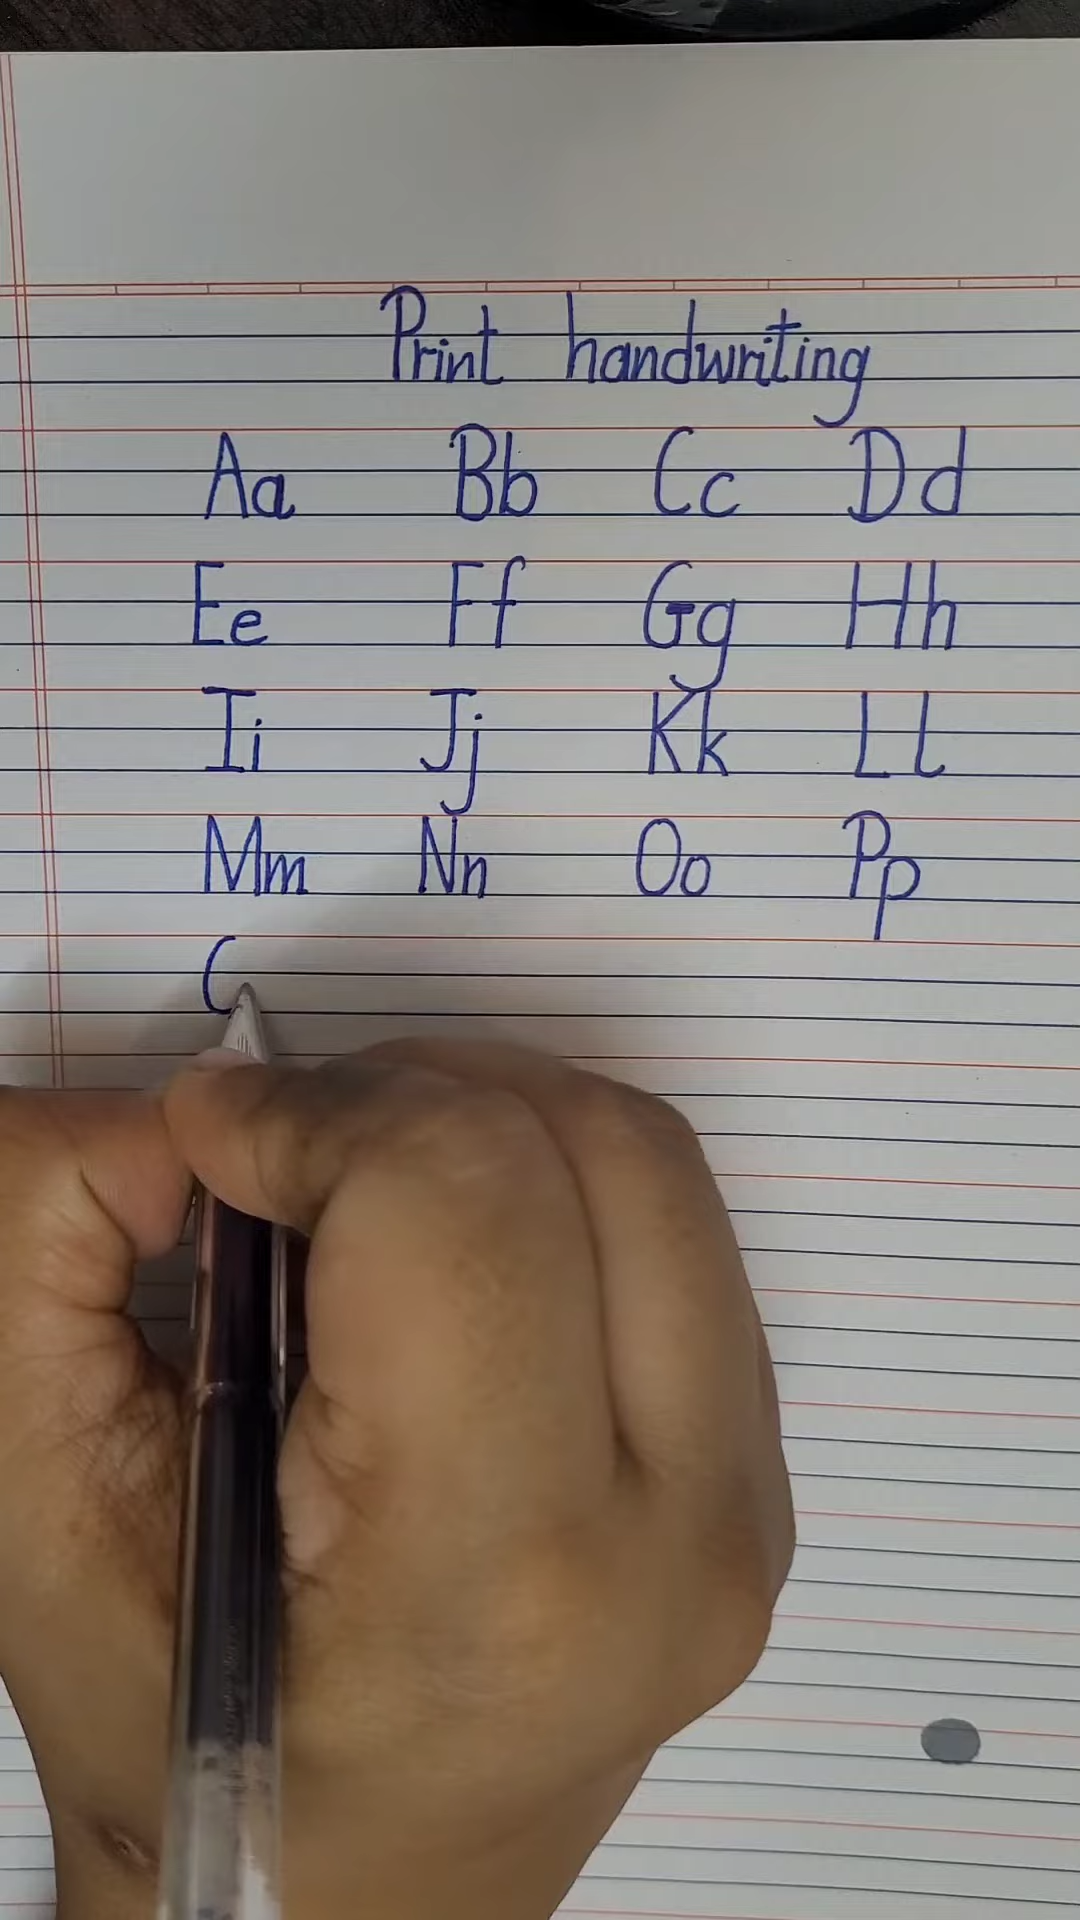 Print handwriting
Aa Bb Cc Dd
Ee Ff Gg Hh
Ii Jj Kk Ll
Mm Nn Oo Pp